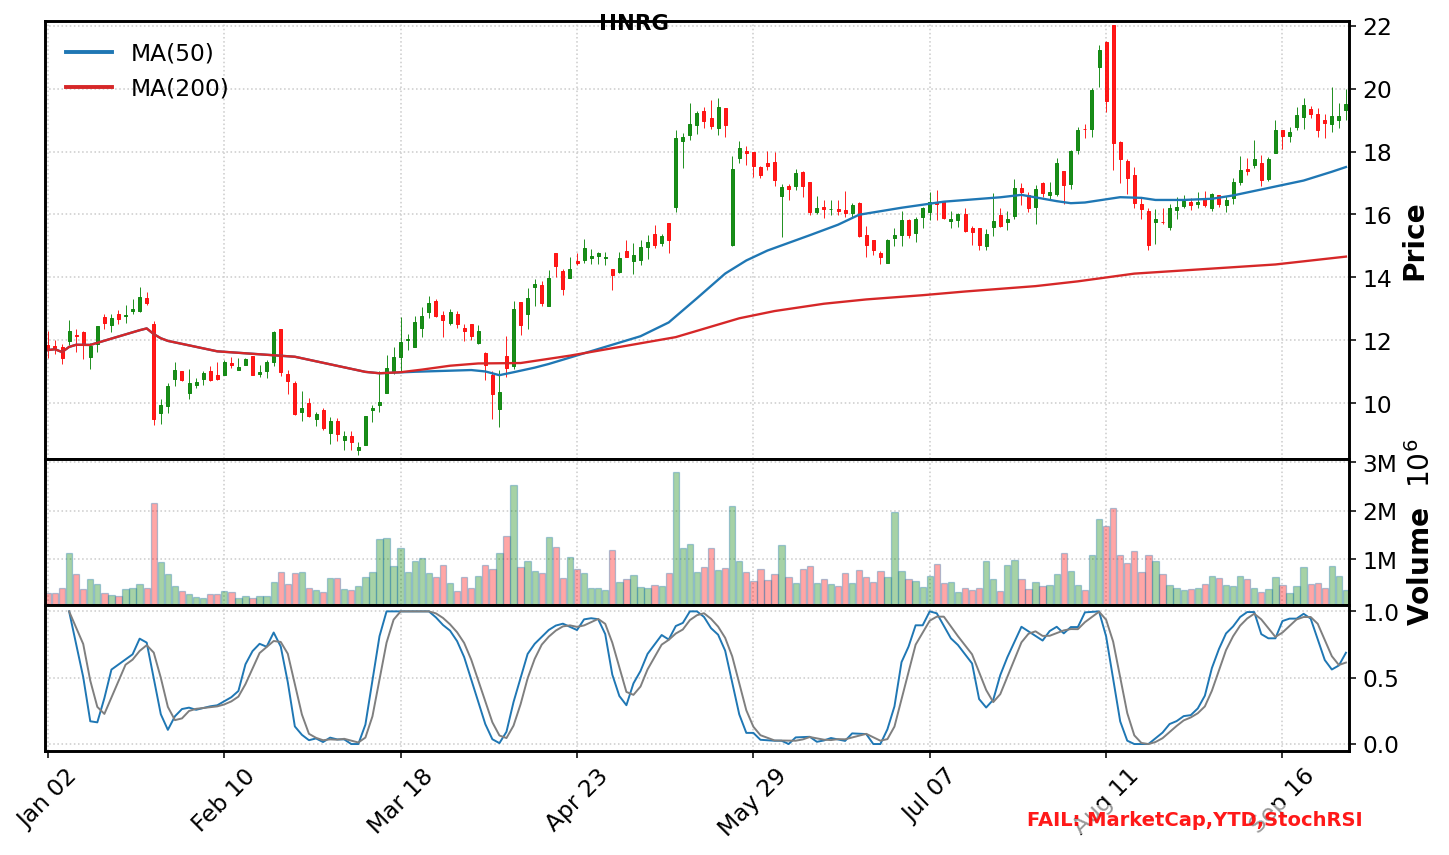 HNRG
MA(50)
MA(200)
22
20
18
16
14
12
10
Price
3M
2M
1M
Volume 10^6
1.0
0.5
0.0
Jan 02
Feb 10
Mar 18
Apr 23
May 29
Jul 07
Aug 11
Sep 16
FAIL: MarketCap,YTD,StochRSI